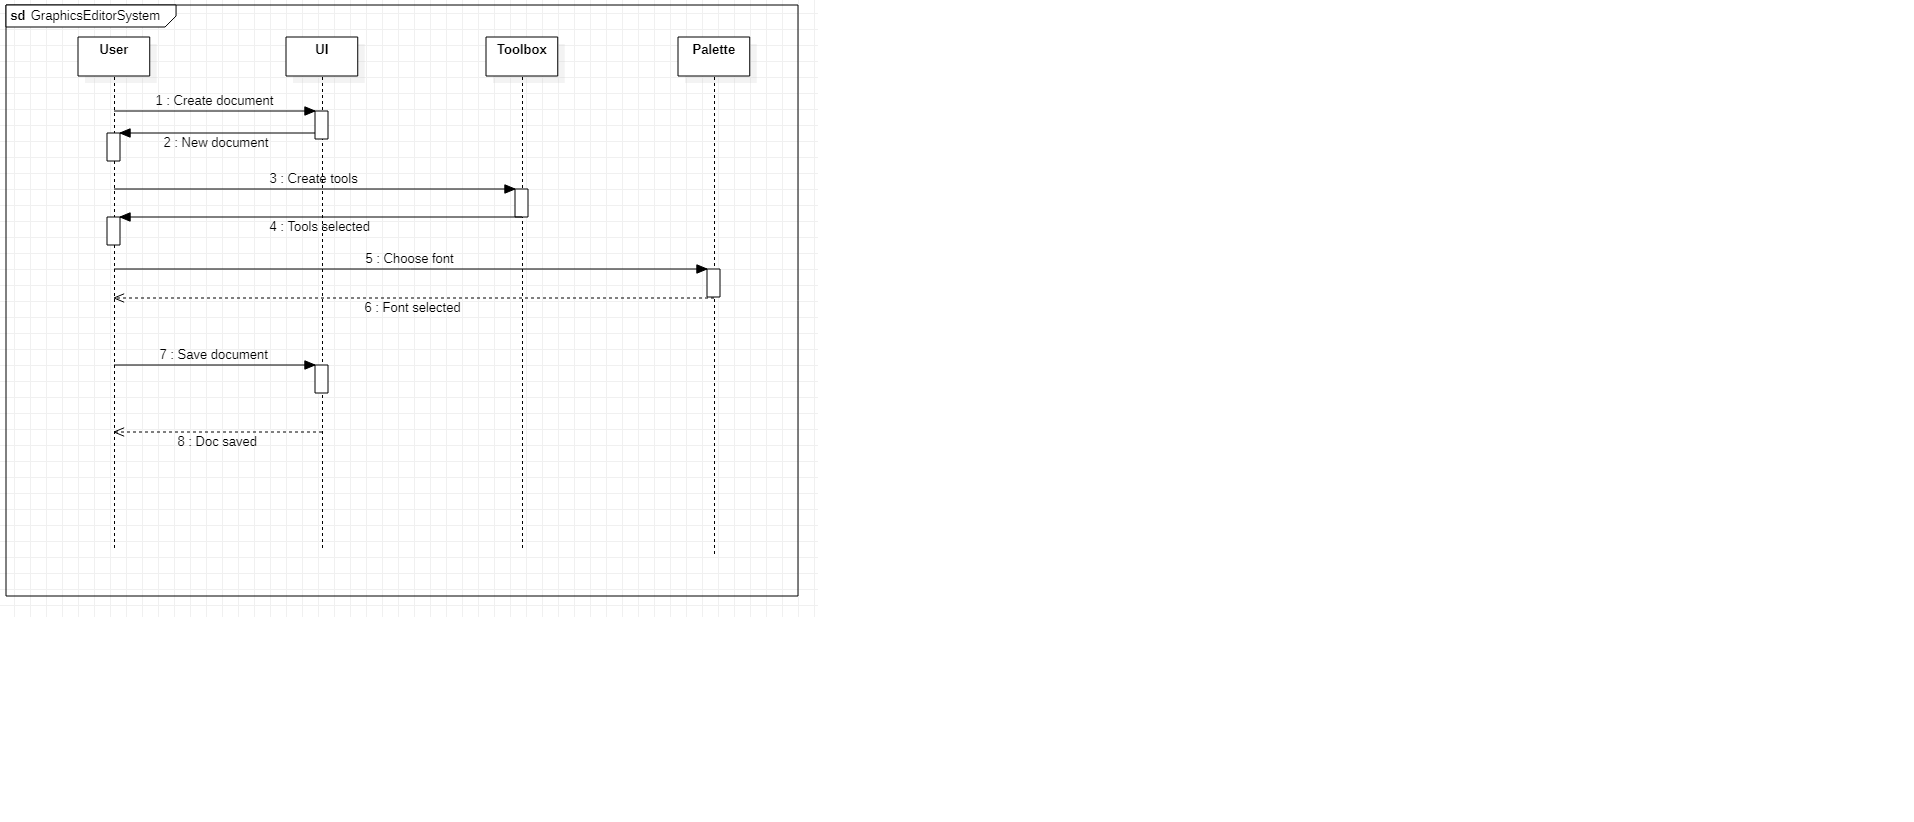 sd GraphicsEditorSystem
User UI Toolbox Palette
1 : Create document
2 : New document
3 : Create tools
4 : Tools selected
5 : Choose font
6 : Font selected
7 : Save document
8 : Doc saved